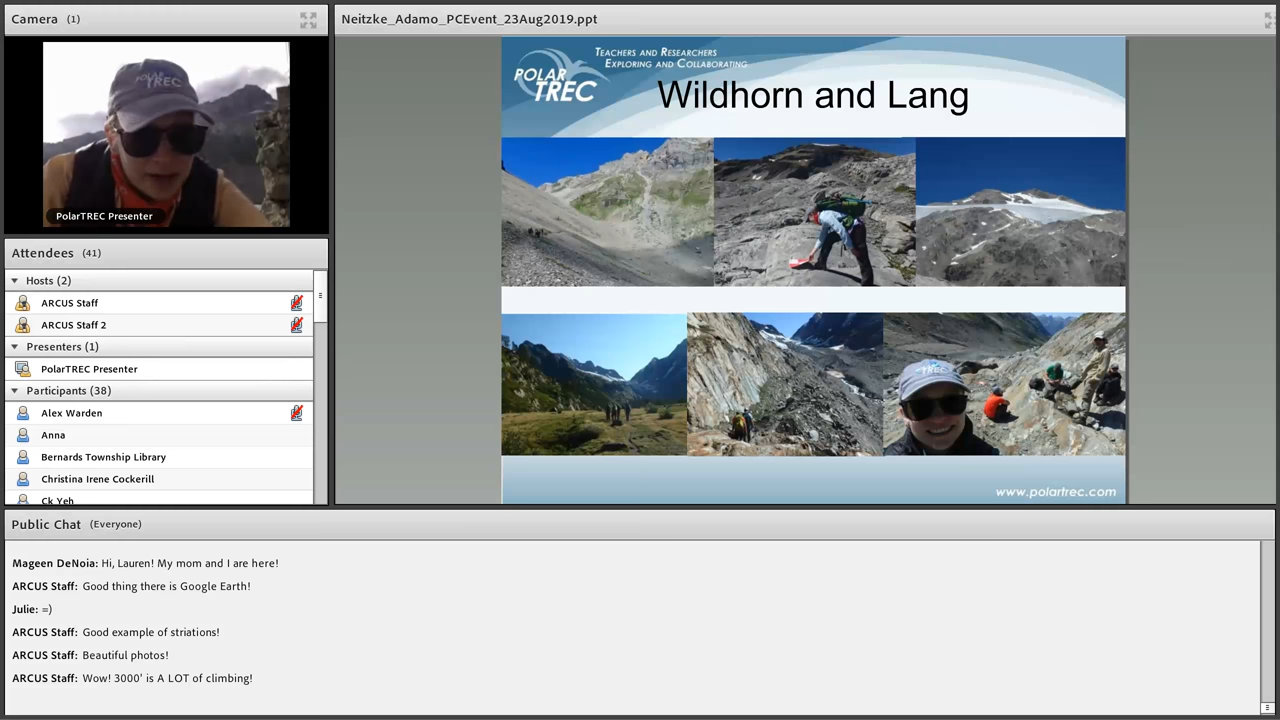 Camera (1)
POLAR
TREC
PolarTREC Presenter
Attendees (41)
Hosts (2)
ARCUS Staff
ARCUS Staff 2
Presenters (1)
PolarTREC Presenter
Participants (38)
Alex Warden
Anna
Bernards Township Library
Christina Irene Cockerill
Ck Yeh
Neitzke_Adamo_PCEvent_23Aug2019.ppt
POLAR
TREC
TEACHERS AND RESEARCHERS
EXPLORING AND COLLABORATING
Wildhorn and Lang
TREC
www.polartrec.com
Public Chat (Everyone)
Mageen DeNoia: Hi, Lauren! My mom and I are here!
ARCUS Staff: Good thing there is Google Earth!
Julie: =)
ARCUS Staff: Good example of striations!
ARCUS Staff: Beautiful photos!
ARCUS Staff: Wow! 3000' is A LOT of climbing!